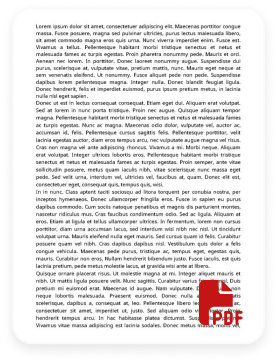 Lorem ipsum dolor sit amet, consectetuer adipiscing elit. Maecenas porttitor congue
massa. Fusce posuere, magna sed pulvinar ultricies, purus lectus malesuada libero,
sit amet commodo magna eros quis urna. Nunc viverra imperdiet enim. Fusce est.
Vivamus a tellus. Pellentesque habitant morbi tristique senectus et netus et
malesuada fames ac turpis egestas. Proin pharetra nonummy pede. Mauris et orci.
Aenean nec lorem. In porttitor. Donec laoreet nonummy augue. Suspendisse dui
purus, scelerisque at, vulputate vitae, pretium mattis, nunc. Mauris eget neque at
sem venenatis eleifend. Ut nonummy. Fusce aliquet pede non pede. Suspendisse
dapibus lorem pellentesque magna. Integer nulla. Donec blandit feugiat ligula.
Donec hendrerit, felis et imperdiet euismod, purus ipsum pretium metus, in lacinia
nulla nisl eget sapien.
Donec ut est in lectus consequat consequat. Etiam eget dui. Aliquam erat volutpat.
Sed at lorem in nunc porta tristique. Proin nec augue. Quisque aliquam tempor
magna. Pellentesque habitant morbi tristique senectus et netus et malesuada fames
ac turpis egestas. Nunc ac magna. Maecenas odio dolor, vulputate vel, auctor ac,
accumsan id, felis. Pellentesque cursus sagittis felis. Pellentesque porttitor, velit
lacinia egestas auctor, diam eros tempus arcu, nec vulputate augue magna vel risus.
Cras non magna vel ante adipiscing rhoncus. Vivamus a mi. Morbi neque. Aliquam
erat volutpat. Integer ultrices lobortis eros. Pellentesque habitant morbi tristique
senectus et netus et malesuada fames ac turpis egestas. Proin semper, ante vitae
sollicitudin posuere, metus quam iaculis nibh, vitae scelerisque nunc massa eget
pede. Sed velit urna, interdum vel, ultricies vel, faucibus at, quam. Donec elit est,
consectetuer eget, consequat quis, tempus quis, wisi.
In in nunc. Class aptent taciti sociosqu ad litora torquent per conubia nostra, per
inceptos hymenaeos. Donec ullamcorper fringilla eros. Fusce in sapien eu purus
dapibus commodo. Cum sociis natoque penatibus et magnis dis parturient montes,
nascetur ridiculus mus. Cras faucibus condimentum odio. Sed ac ligula. Aliquam at
eros. Etiam at ligula et tellus ullamcorper ultrices. In fermentum, lorem non cursus
porttitor, diam urna accumsan lacus, sed interdum wisi nibh nec nisl. Ut tincidunt
volutpat urna. Mauris eleifend nulla eget mauris. Sed cursus quam id felis. Curabitur
posuere quam vel nibh. Cras dapibus dapibus nisl. Vestibulum quis dolor a felis
congue vehicula. Maecenas pede purus, tristique ac, tempus eget, egestas quis,
mauris. Curabitur non eros. Nullam hendrerit bibendum justo. Fusce iaculis, est quis
lacinia pretium, pede metus molestie lacus, at gravida wisi ante at libero.
Quisque ornare placerat risus. Ut molestie magna at mi. Integer aliquet mauris et
nibh. Ut mattis ligula posuere velit. Nunc sagittis. Curabitur varius fringilla nisl. Duis
pretium mi euismod erat. Maecenas id augue. Nam vulputate. Duis a quam non
neque lobortis malesuada. Praesent euismod. Donec nulla
scelerisque, dapibus a, consequat at, leo. Pellentesque libero
consectetuer sit amet, imperdiet ut, justo. Sed aliquam odio
hendrerit tempus arcu. In hac habitasse platea dictumst. Sus
Vivamus vitae massa adipiscing est lacinia sodales. Donec metus massa, mollis vel,
PDF